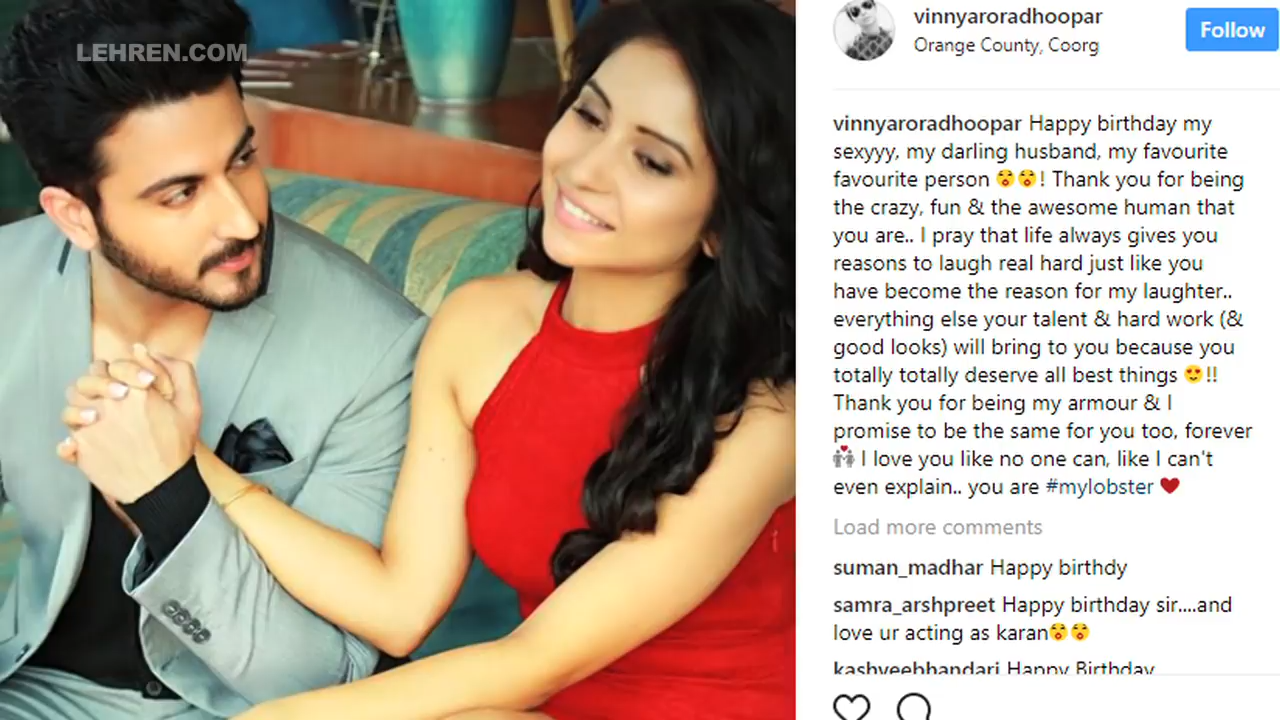 LEHREN.COM
vinnyaroradhoopar
Orange County, Coorg
Follow
vinnyaroradhoopar Happy birthday my
sexyyy, my darling husband, my favourite
favourite person 😲😲! Thank you for being
the crazy, fun & the awesome human that
you are.. I pray that life always gives you
reasons to laugh real hard just like you
have become the reason for my laughter..
everything else your talent & hard work (&
good looks) will bring to you because you
totally totally deserve all best things 😍!!
Thank you for being my armour & I
promise to be the same for you too, forever
💑 I love you like no one can, like I can't
even explain.. you are #mylobster ❤
Load more comments
suman_madhar Happy birthdy
samra_arshpreet Happy birthday sir....and
love ur acting as karan😲😲
kashveebhandari Happy Birthday